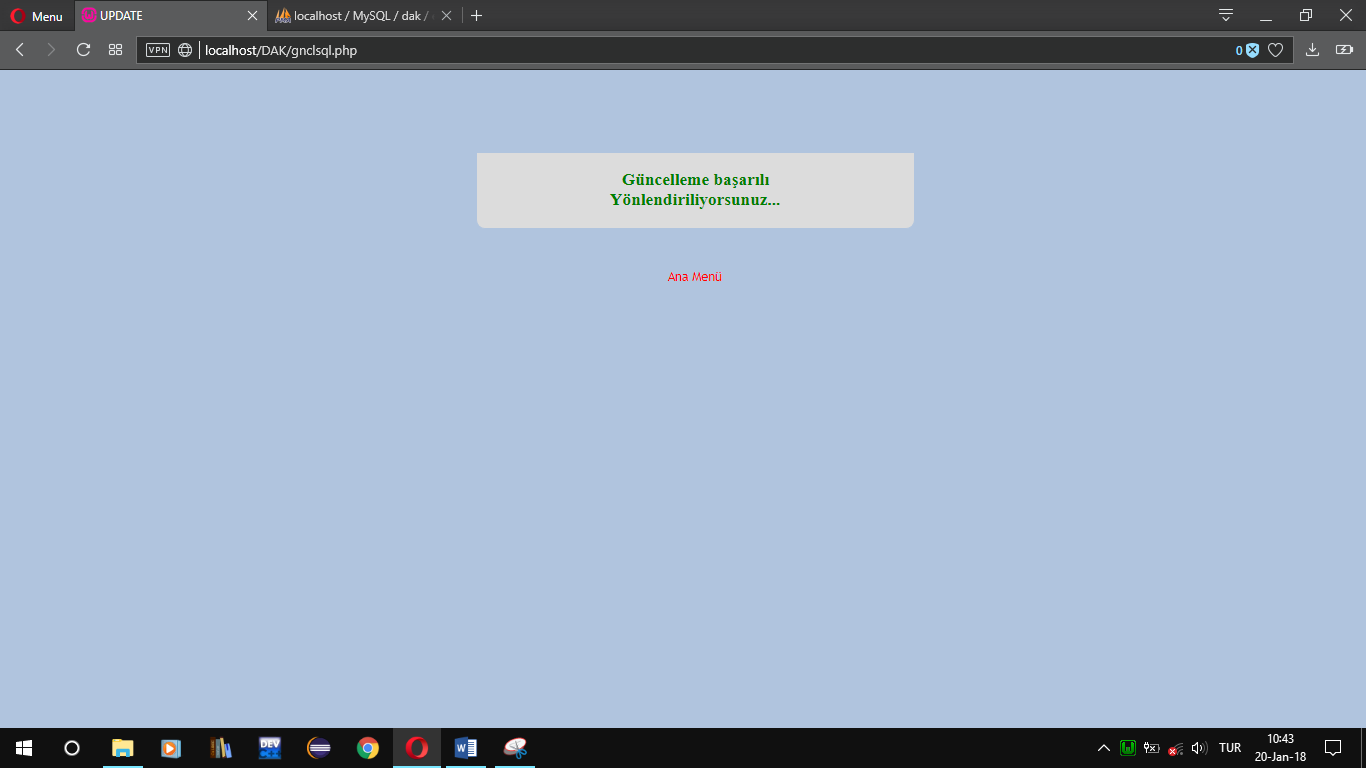 Menu
UPDATE
localhost / MySQL / dak /
VPN
localhost/DAK/gnclsql.php
0
Güncelleme başarılı
Yönlendiriliyorsunuz...
Ana Menü
DEV
TUR
10:43
20-Jan-18